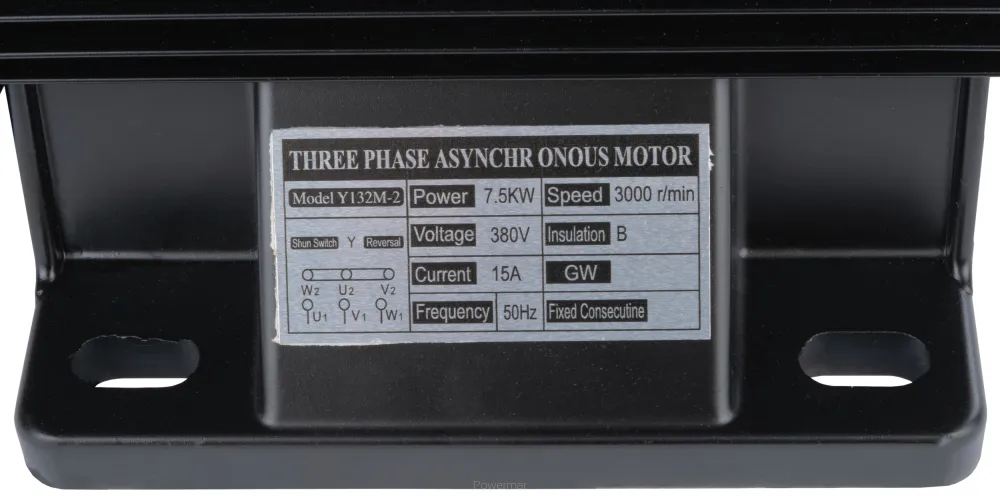 THREE PHASE ASYNCHR ONOUS MOTOR
Model Y132M-2 Power 7.5KW Speed 3000 r/min
Shun Switch Y Reversal Voltage 380V Insulation B
Current 15A GW
W2 U2 V2
U1 V1 W1
Frequency 50Hz Fixed Consecutine
Powermar